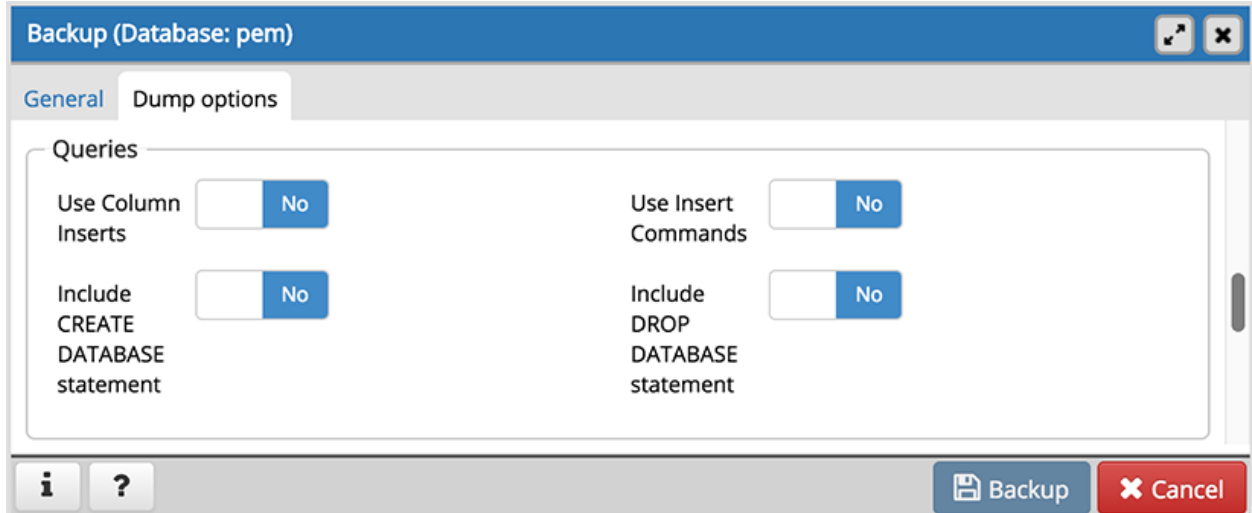 Backup (Database: pem)
General
Dump options
Queries
Use Column
Inserts
No
Use Insert
Commands
No
Include
CREATE
DATABASE
statement
No
Include
DROP
DATABASE
statement
No
i
?
Backup
Cancel